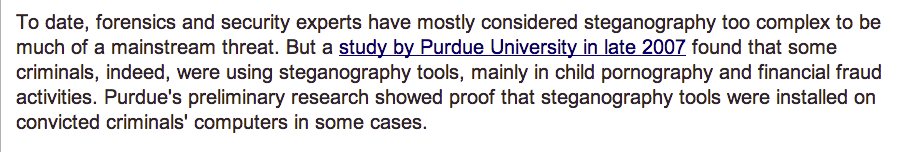 To date, forensics and security experts have mostly considered steganography too complex to be
much of a mainstream threat. But a study by Purdue University in late 2007 found that some
criminals, indeed, were using steganography tools, mainly in child pornography and financial fraud
activities. Purdue's preliminary research showed proof that steganography tools were installed on
convicted criminals' computers in some cases.